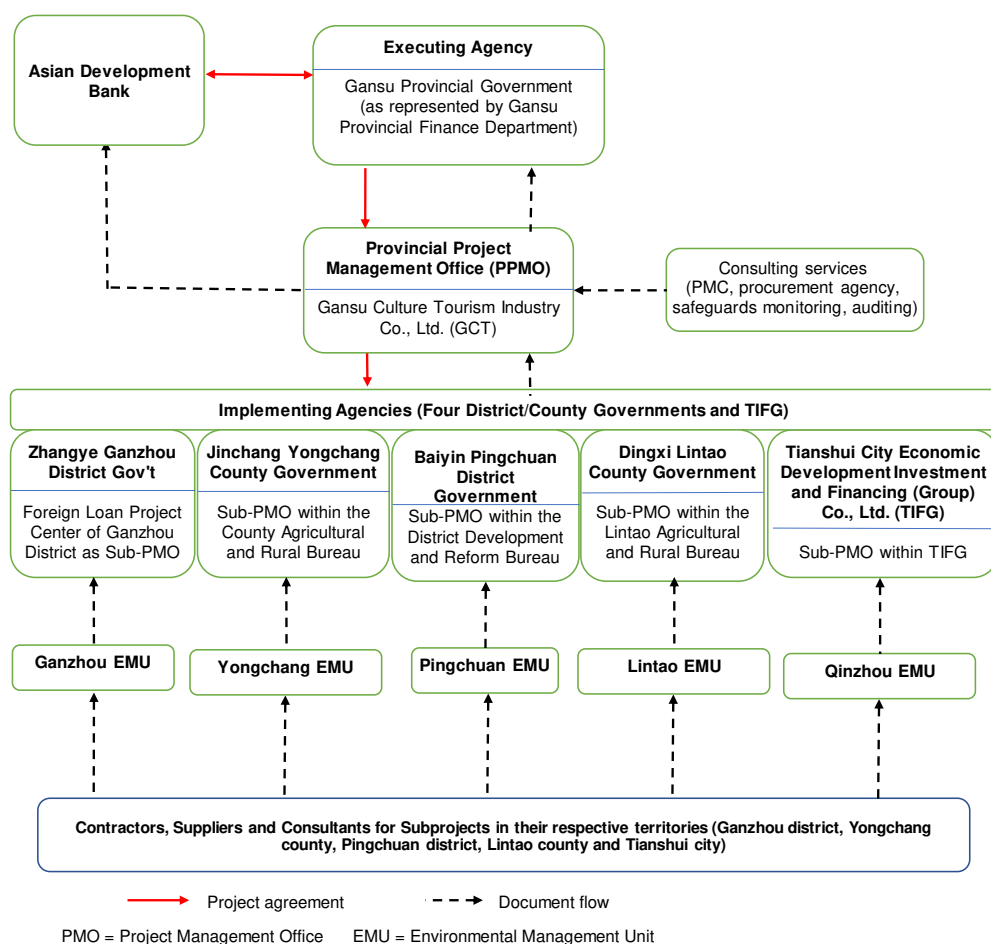 Asian Development
Bank
Executing Agency
Gansu Provincial Government
(as represented by Gansu
Provincial Finance Department)
Provincial Project
Management Office (PPMO)
Gansu Culture Tourism Industry
Co., Ltd. (GCT)
Consulting services
(PMC, procurement agency,
safeguards monitoring, auditing)
Implementing Agencies (Four District/County Governments and TIFG)
Zhangye Ganzhou
District Gov't
Foreign Loan Project
Center of Ganzhou
District as Sub-PMO
Jinchang Yongchang
County Government
Sub-PMO within the
County Agricultural
and Rural Bureau
Baiyin Pingchuan
District
Government
Sub-PMO within the
District Development
and Reform Bureau
Dingxi Lintao
County Government
Sub-PMO within the
Lintao Agricultural
and Rural Bureau
Tianshui City Economic
Development Investment
and Financing (Group)
Co., Ltd. (TIFG)
Sub-PMO within TIFG
Ganzhou EMU
Yongchang EMU
Pingchuan EMU
Lintao EMU
Qinzhou EMU
Contractors, Suppliers and Consultants for Subprojects in their respective territories (Ganzhou district, Yongchang
county, Pingchuan district, Lintao county and Tianshui city)
Project agreement
Document flow
PMO = Project Management Office EMU = Environmental Management Unit